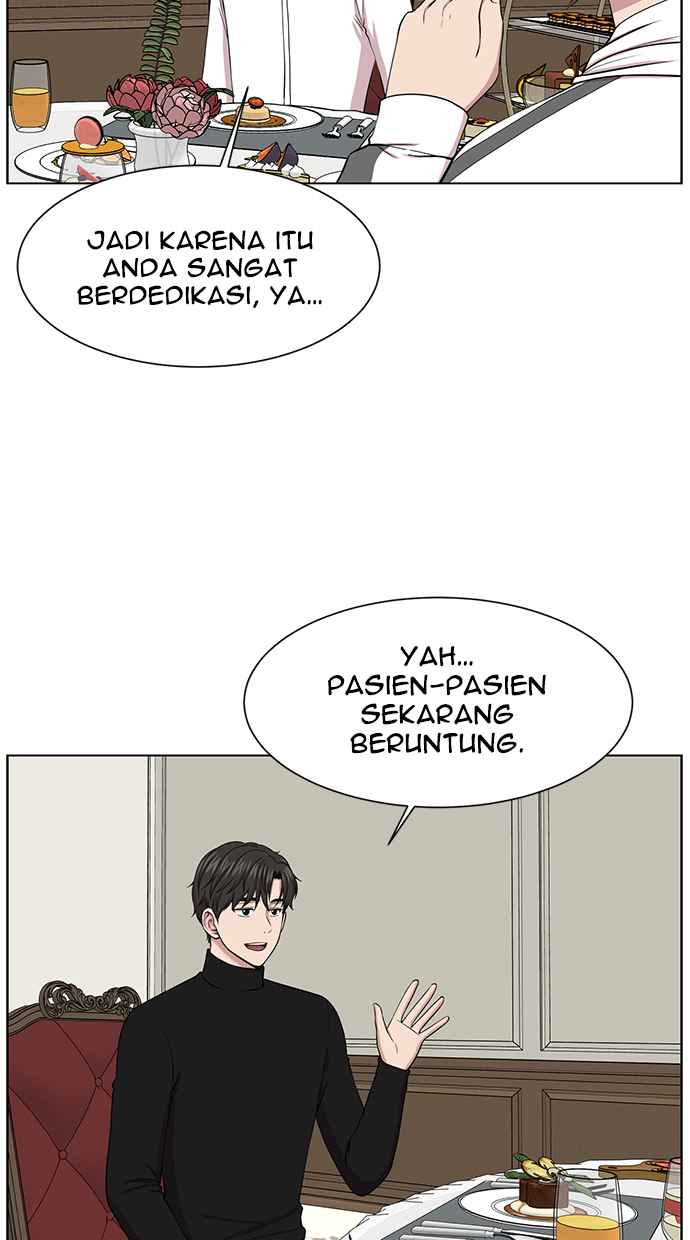 JADI KARENA ITU
ANDA SANGAT
BERDEDIKASI, YA...
YAH...
PASIEN-PASIEN
SEKARANG
BERUNTUNG.